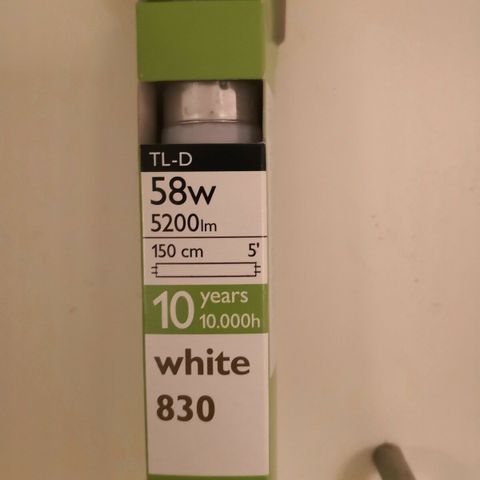 TL-D
58w
5200lm
150 cm 5'
10 years
10.000h
white
830